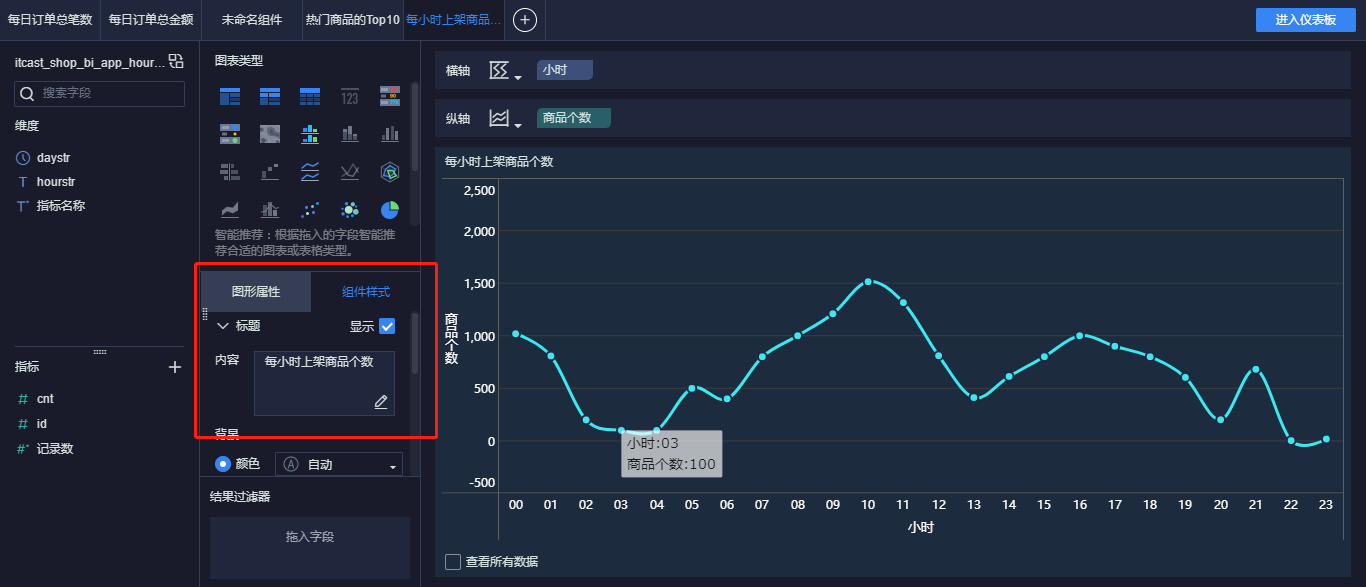 每日订单总笔数
每日订单总金额
未命名组件
热门商品的Top10
每小时上架商品...
进入仪表板
itcast_shop_bi_app_hour...
搜索字段
维度
daystr
hourstr
指标名称
指标
cnt
id
记录数
图表类型
123
智能推荐：根据拖入的字段智能推
荐合适的图表或表格类型。
图形属性
组件样式
标题
显示
内容
每小时上架商品个数
背景
颜色
自动
结果过滤器
拖入字段
横轴
小时
纵轴
商品个数
每小时上架商品个数
商品个数
2,500
2,000
1,500
1,000
500
0
-500
小时:03
商品个数:100
00 01 02 03 04 05 06 07 08 09 10 11 12 13 14 15 16 17 18 19 20 21 22 23
小时
查看所有数据